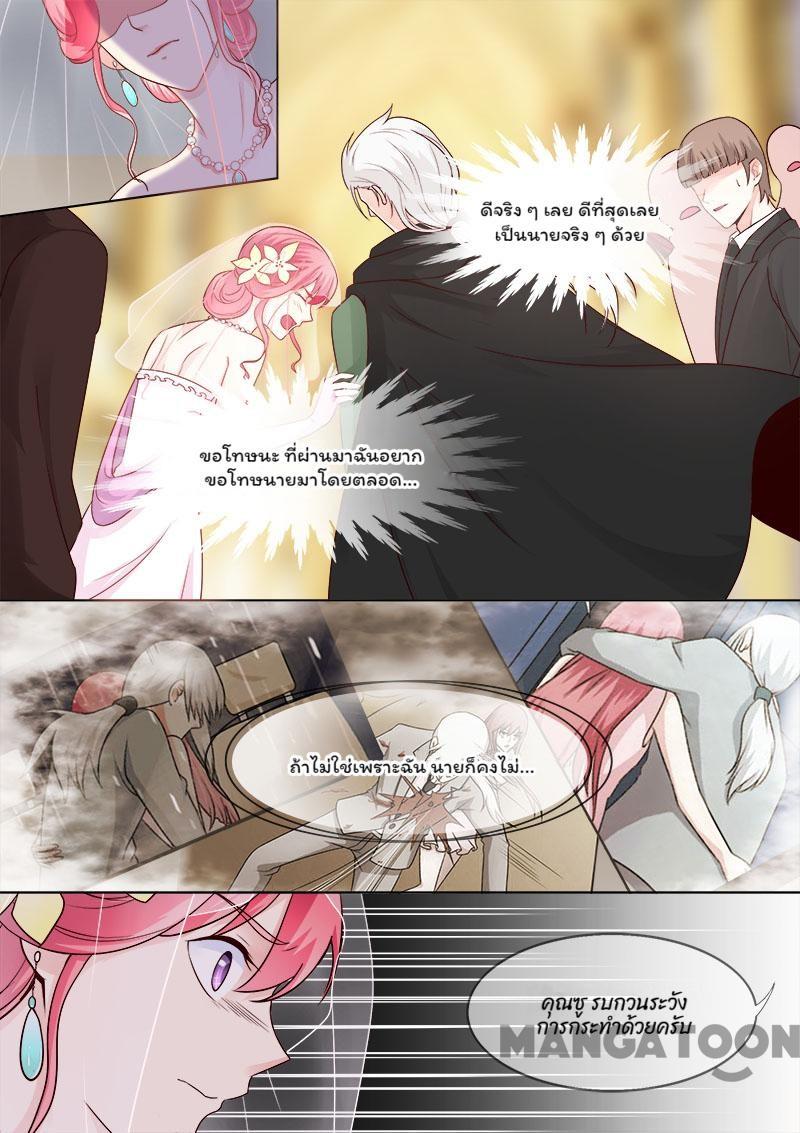 ดีจริง ๆ เลย ดีที่สุดเลย
เป็นนายจริง ๆ ด้วย
ขอโทษนะ ที่ผ่านมาฉันอยาก
ขอโทษนายมาโดยตลอด...
ถ้าไม่ใช่เพราะฉัน นายก็คงไม่...
คุณซู รบกวนระวัง
การกระทำด้วยครับ
MANGATOON